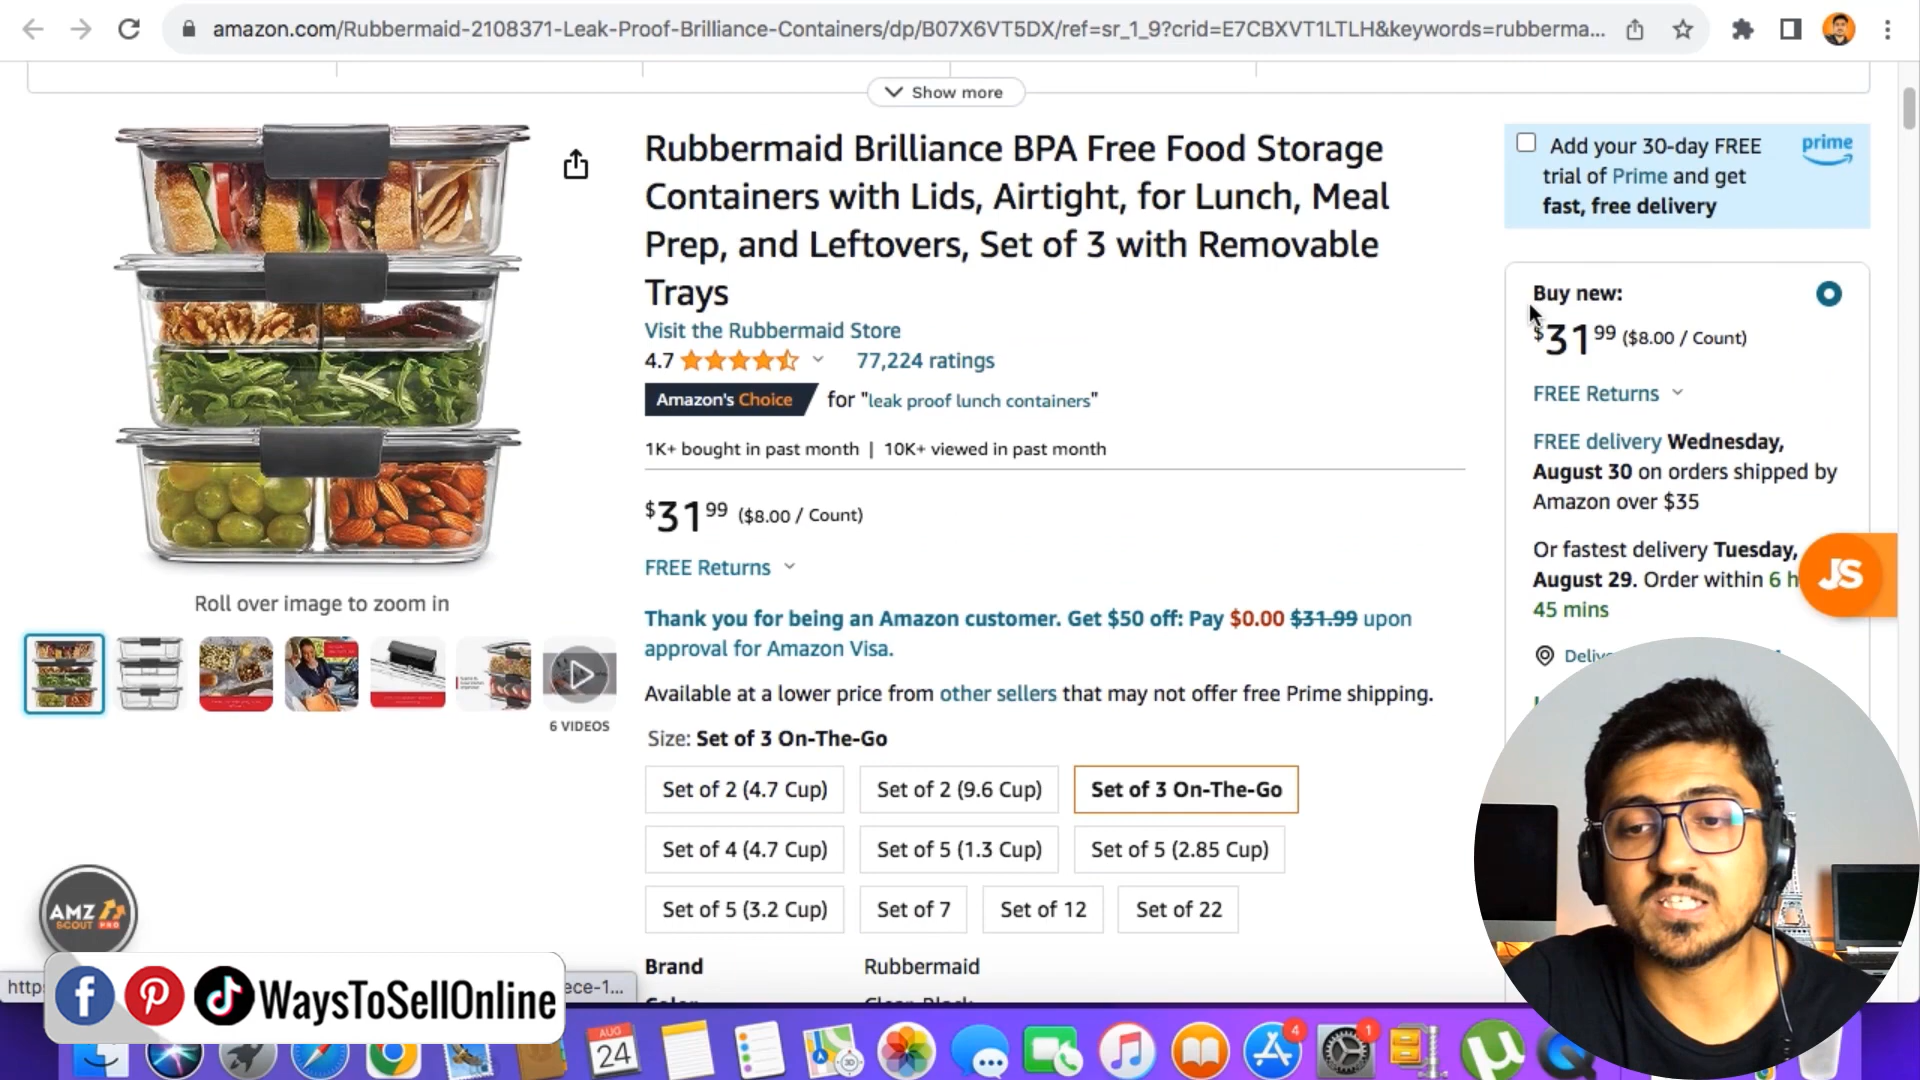 amazon.com/Rubbermaid-2108371-Leak-Proof-Brilliance-Containers/dp/B07X6VT5DX/ref=sr_1_9?crid=E7CBXVT1LTLH&keywords=rubberma...
Show more
Rubbermaid Brilliance BPA Free Food Storage
Containers with Lids, Airtight, for Lunch, Meal
Prep, and Leftovers, Set of 3 with Removable
Trays
Visit the Rubbermaid Store
4.7
77,224 ratings
Amazon's Choice for "leak proof lunch containers"
1K+ bought in past month | 10K+ viewed in past month
$31 99 ($8.00 / Count)
FREE Returns
Thank you for being an Amazon customer. Get $50 off: Pay $0.00 $31.99 upon
approval for Amazon Visa.
Available at a lower price from other sellers that may not offer free Prime shipping.
Size: Set of 3 On-The-Go
Set of 2 (4.7 Cup)
Set of 2 (9.6 Cup)
Set of 3 On-The-Go
Set of 4 (4.7 Cup)
Set of 5 (1.3 Cup)
Set of 5 (2.85 Cup)
Set of 5 (3.2 Cup)
Set of 7
Set of 12
Set of 22
Brand Rubbermaid
Roll over image to zoom in
6 VIDEOS
Add your 30-day FREE
trial of Prime and get
fast, free delivery
prime
Buy new:
$31 99 ($8.00 / Count)
FREE Returns
FREE delivery Wednesday,
August 30 on orders shipped by
Amazon over $35
Or fastest delivery Tuesday,
August 29. Order within 6 h
45 mins
JS
AMZ
SCOUT PRO
WaysToSellOnline
AUG
24
4
1